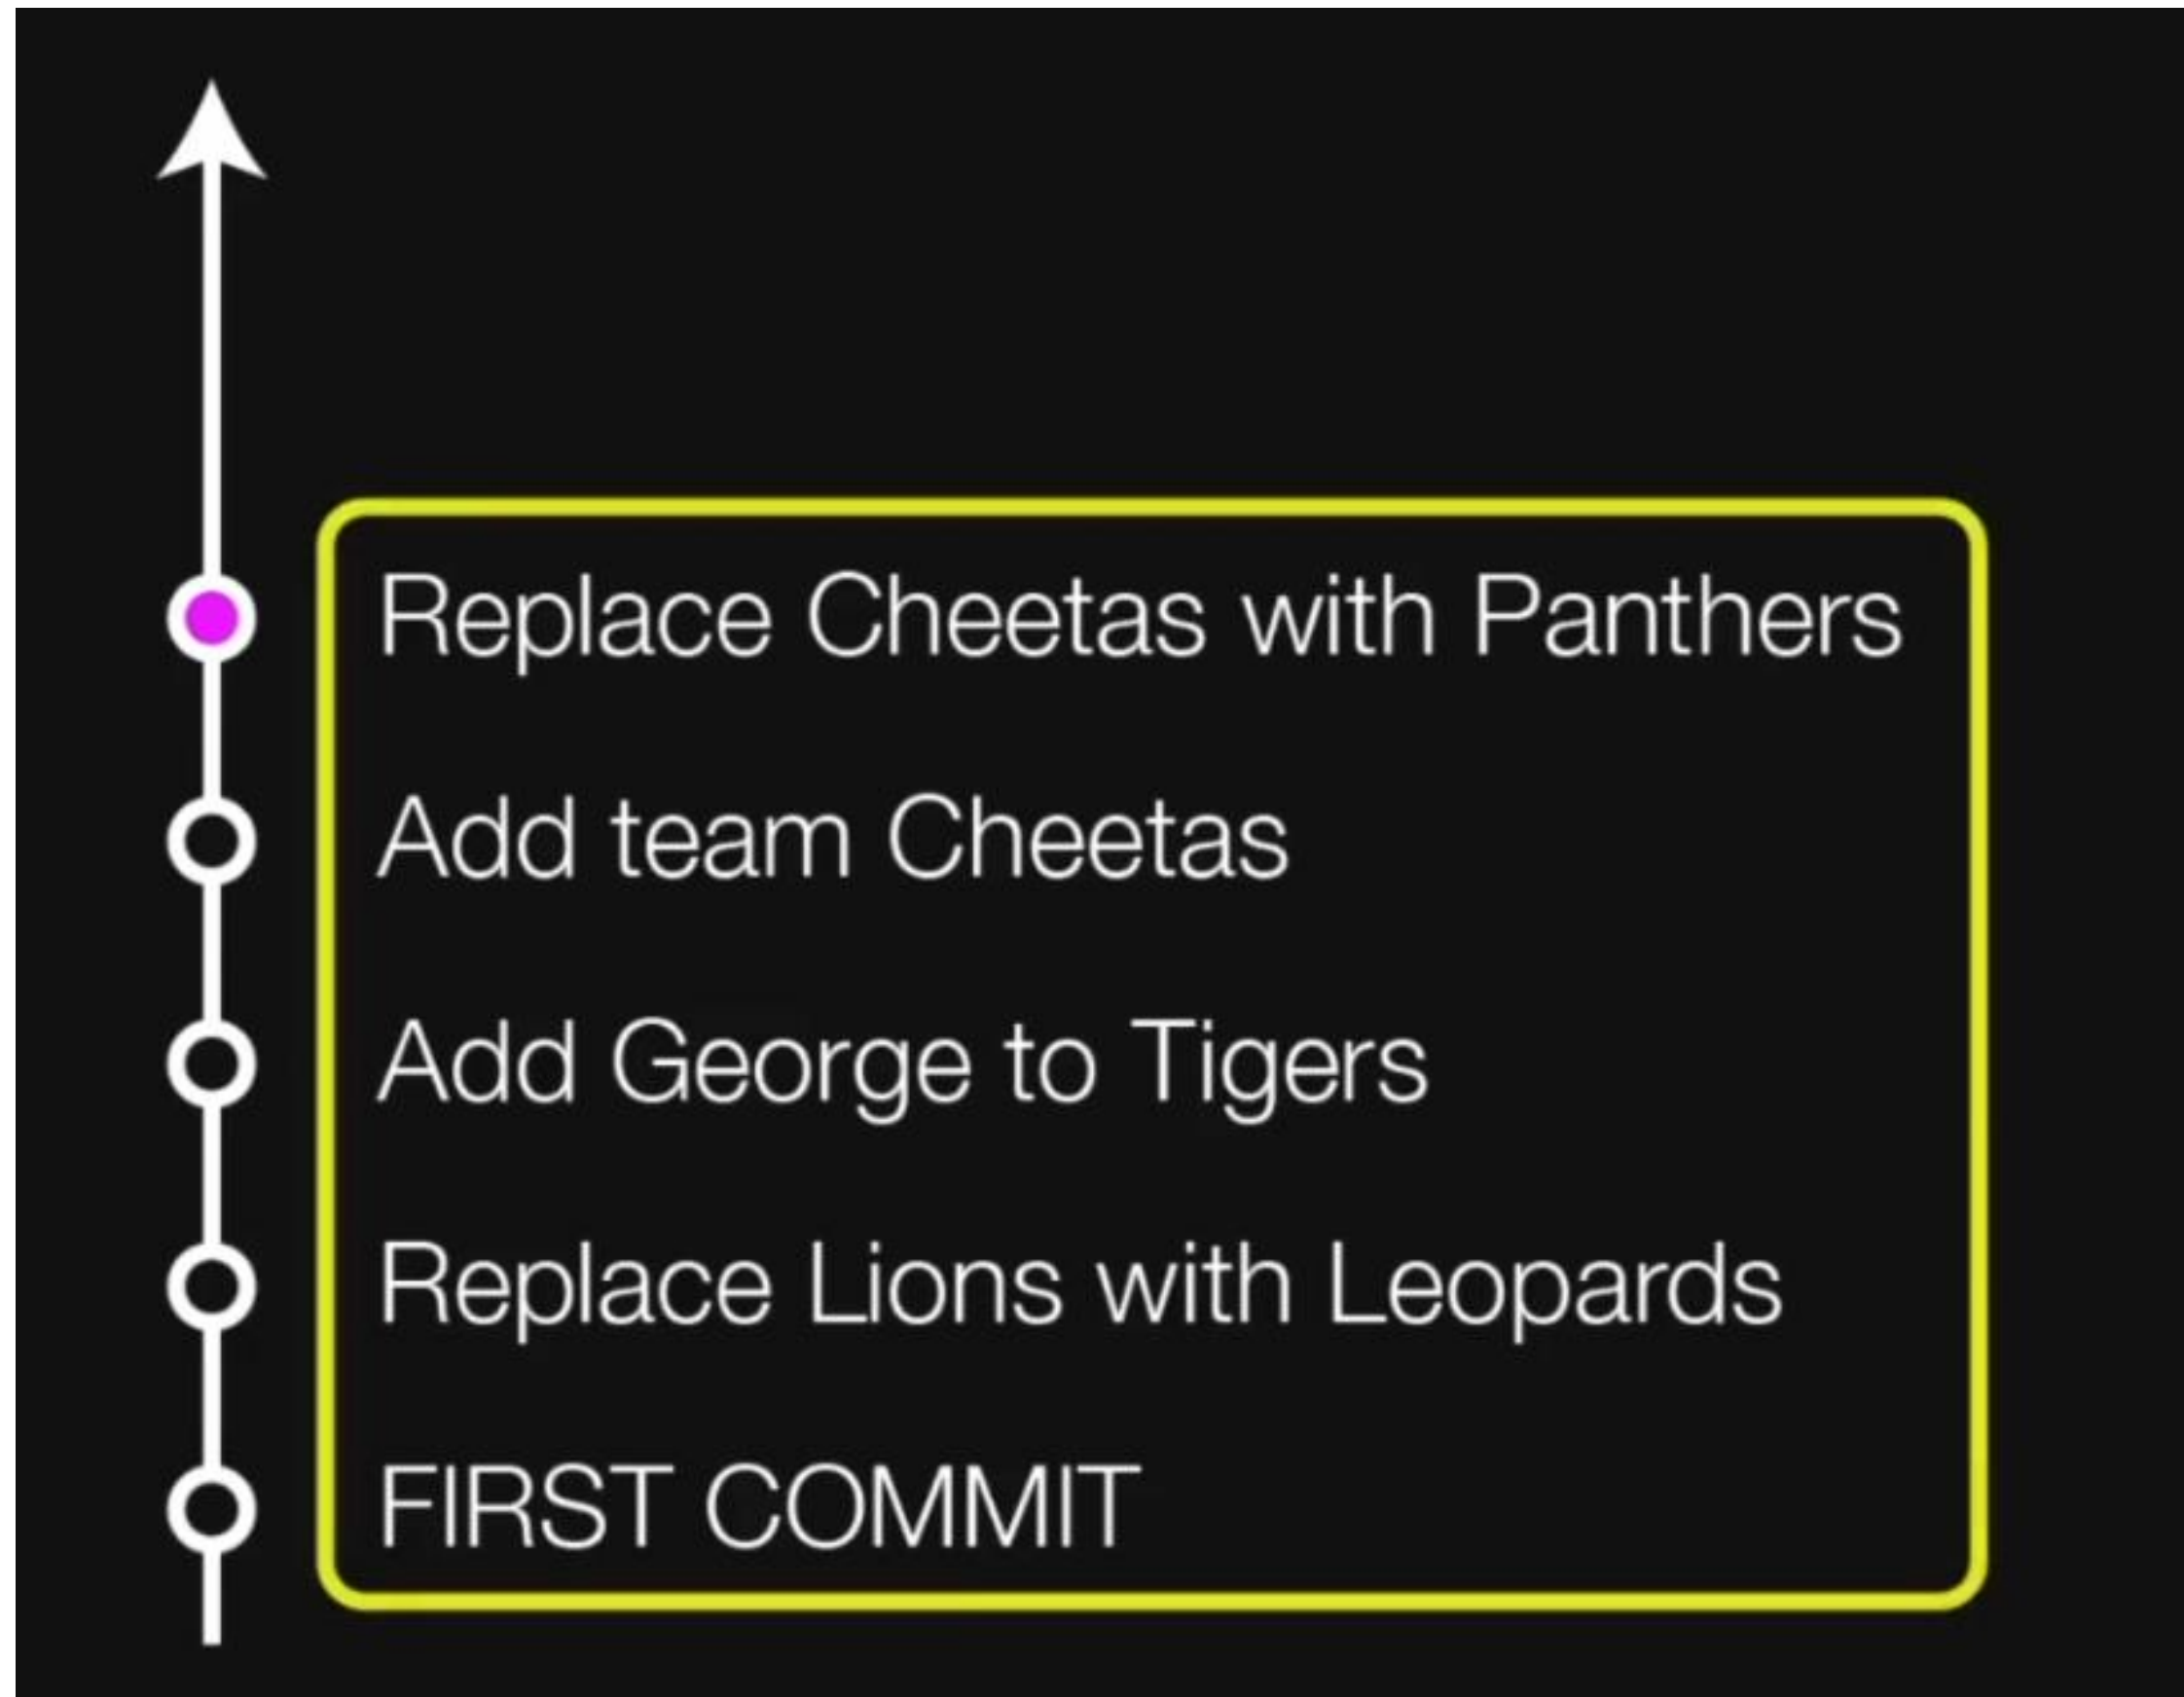 Replace Cheetas with Panthers
Add team Cheetas
Add George to Tigers
Replace Lions with Leopards
FIRST COMMIT